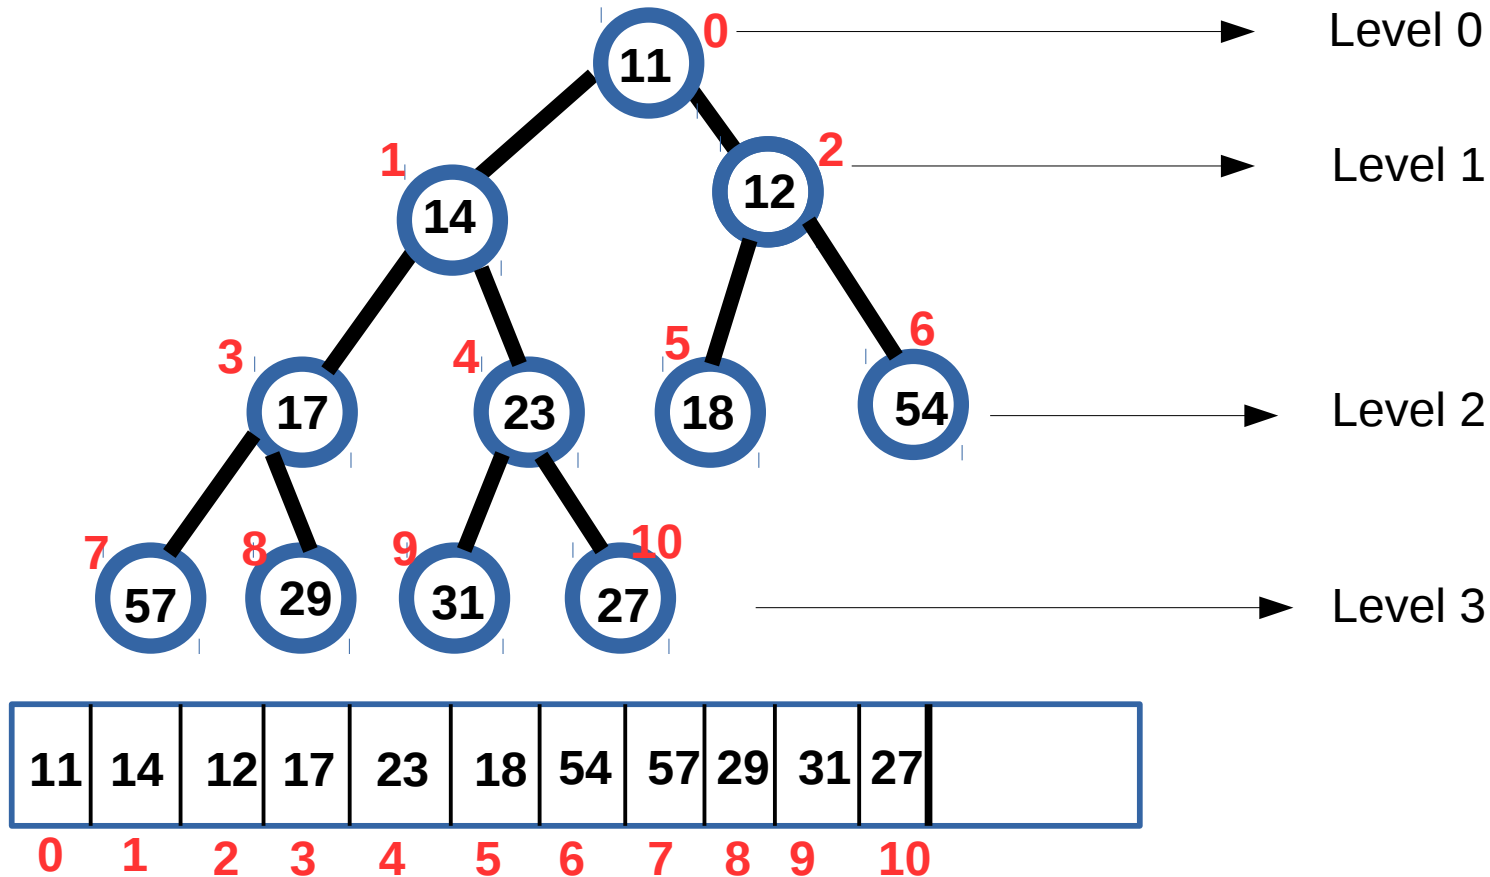 11 0 Level 0
1 14 12 2 Level 1
3 17 4 23 5 18 6 54 Level 2
7 57 8 29 9 31 10 27 Level 3
11 14 12 17 23 18 54 57 29 31 27
0 1 2 3 4 5 6 7 8 9 10